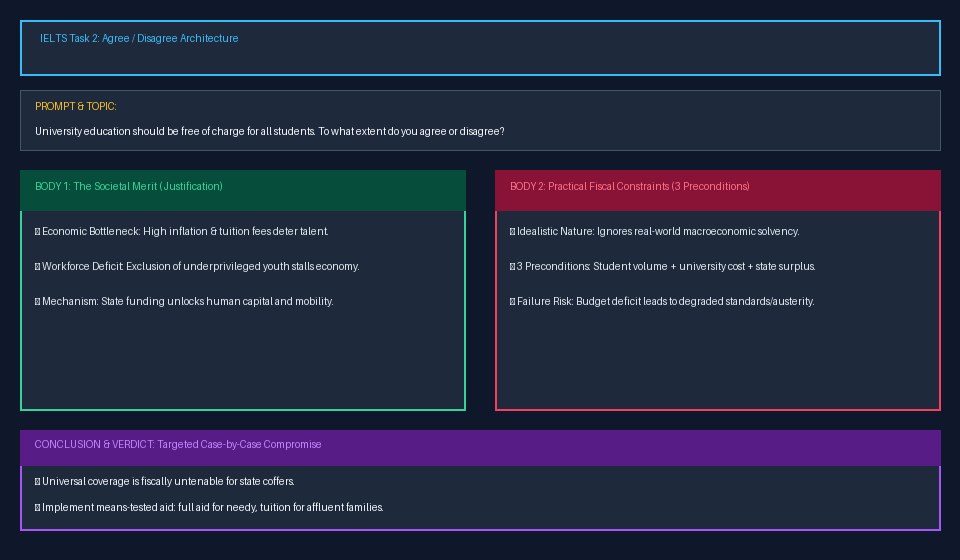 IELTS Task 2: Agree / Disagree Architecture
PROMPT & TOPIC:
University education should be free of charge for all students. To what extent do you agree or disagree?
BODY 1: The Societal Merit (Justification)
Economic Bottleneck: High inflation & tuition fees deter talent.
Workforce Deficit: Exclusion of underprivileged youth stalls economy.
Mechanism: State funding unlocks human capital and mobility.
BODY 2: Practical Fiscal Constraints (3 Preconditions)
Idealistic Nature: Ignores real-world macroeconomic solvency.
3 Preconditions: Student volume + university cost + state surplus.
Failure Risk: Budget deficit leads to degraded standards/austerity.
CONCLUSION & VERDICT: Targeted Case-by-Case Compromise
Universal coverage is fiscally untenable for state coffers.
Implement means-tested aid: full aid for needy, tuition for affluent families.